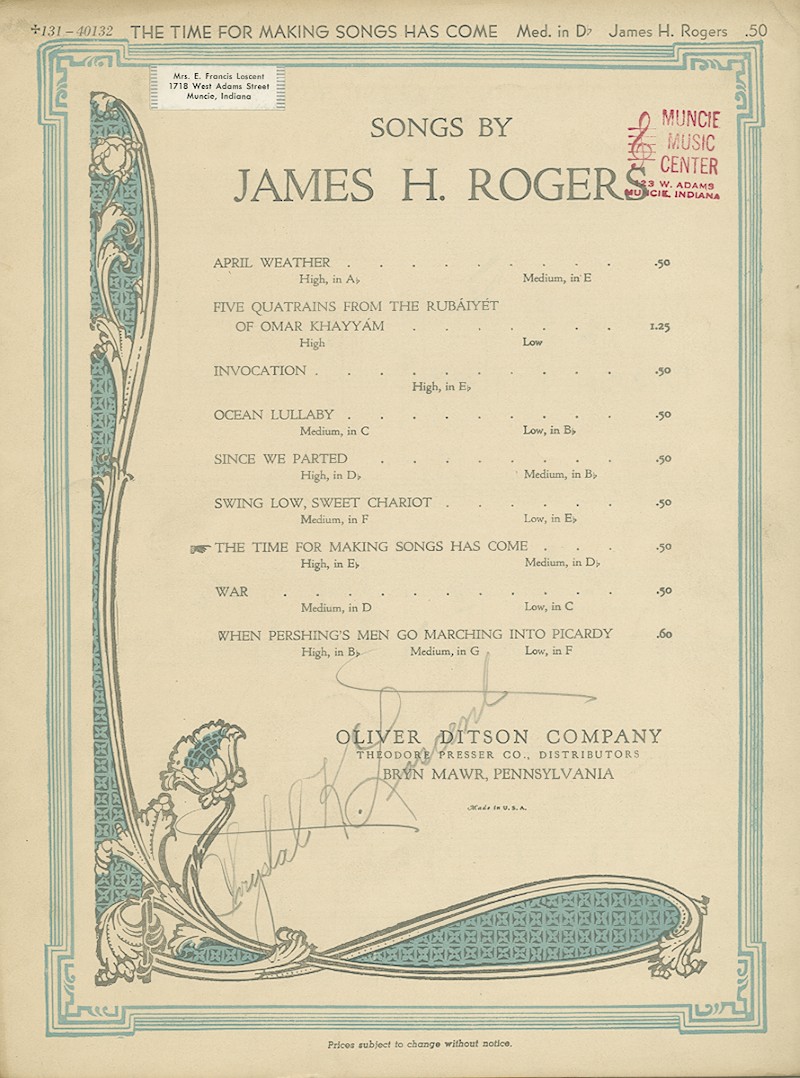 ✢131-40132 THE TIME FOR MAKING SONGS HAS COME Med. in D♭ James H. Rogers .50
Mrs. E. Francis Loscent
1718 West Adams Street
Muncie, Indiana
MUNCIE
MUSIC
CENTER
123 W. ADAMS
MUNCIE, INDIANA
SONGS BY
JAMES H. ROGERS
APRIL WEATHER . . . . . . . . . .50
High, in A♭ Medium, in E
FIVE QUATRAINS FROM THE RUBÁIYÉT
OF OMAR KHAYYÁM . . . . . . . 1.25
High Low
INVOCATION . . . . . . . . . . .50
High, in E♭
OCEAN LULLABY . . . . . . . . . .50
Medium, in C Low, in B♭
SINCE WE PARTED . . . . . . . . .50
High, in D♭ Medium, in B♭
SWING LOW, SWEET CHARIOT . . . . . . .50
Medium, in F Low, in E♭
☞ THE TIME FOR MAKING SONGS HAS COME . . . .50
High, in E♭ Medium, in D♭
WAR . . . . . . . . . . . .50
Medium, in D Low, in C
WHEN PERSHING'S MEN GO MARCHING INTO PICARDY .60
High, in B♭ Medium, in G Low, in F
OLIVER DITSON COMPANY
THEODORE PRESSER CO., DISTRIBUTORS
BRYN MAWR, PENNSYLVANIA
Made in U. S. A.
K.
Prices subject to change without notice.